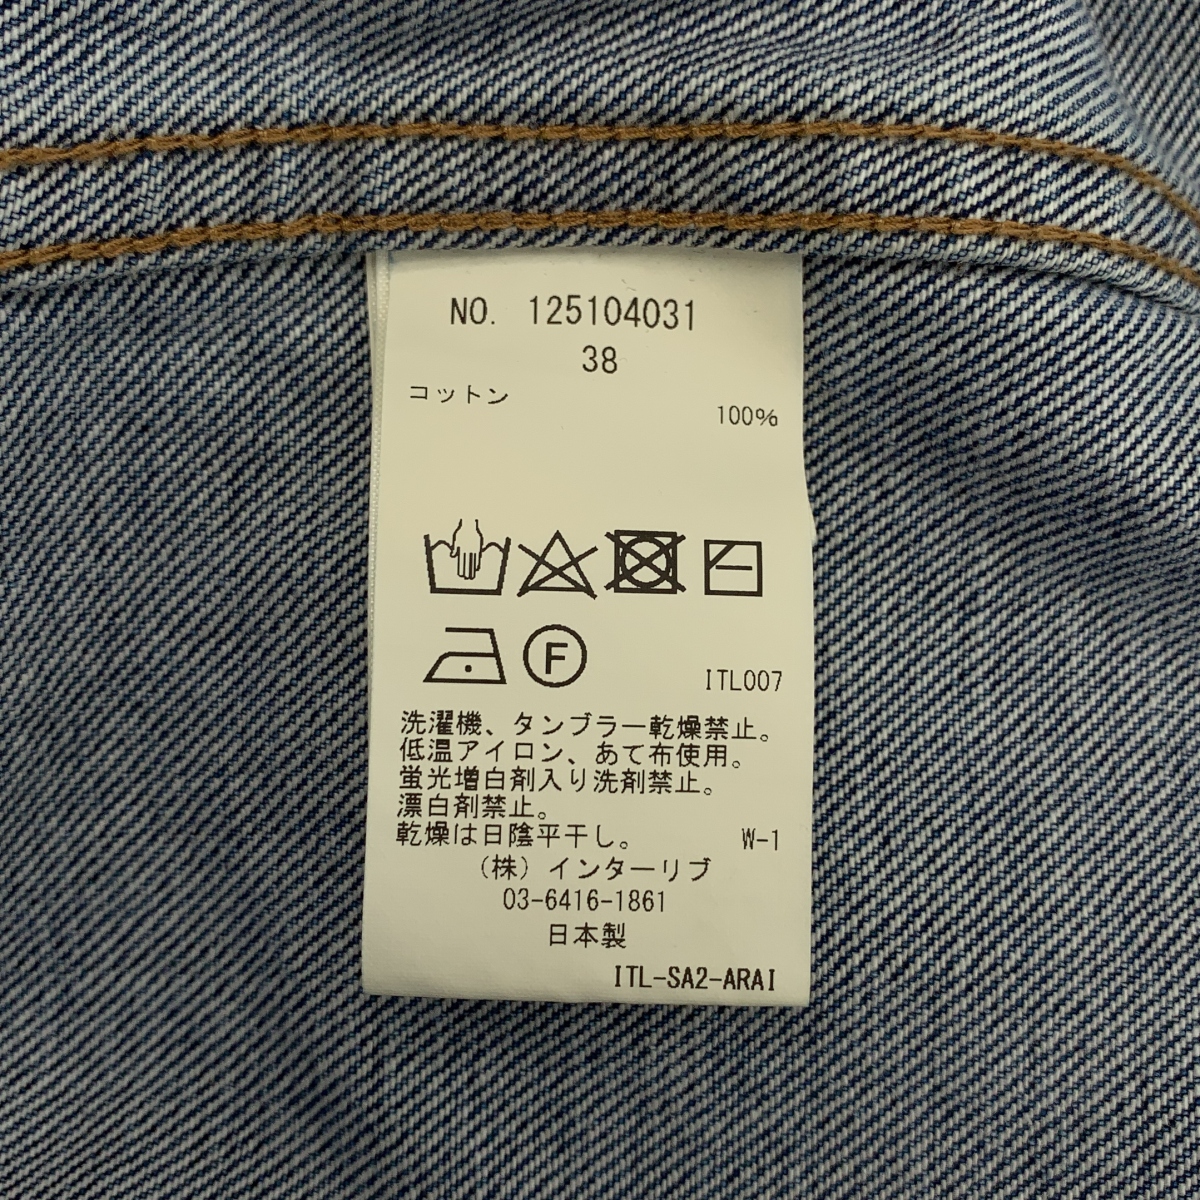 NO. 125104031
38
コットン
100%
F
ITL007
洗濯機、タンブラー乾燥禁止。
低温アイロン、あて布使用。
蛍光増白剤入り洗剤禁止。
漂白剤禁止。
乾燥は日陰平干し。 W-1
(株)インターリブ
03-6416-1861
日本製
ITL-SA2-ARAI